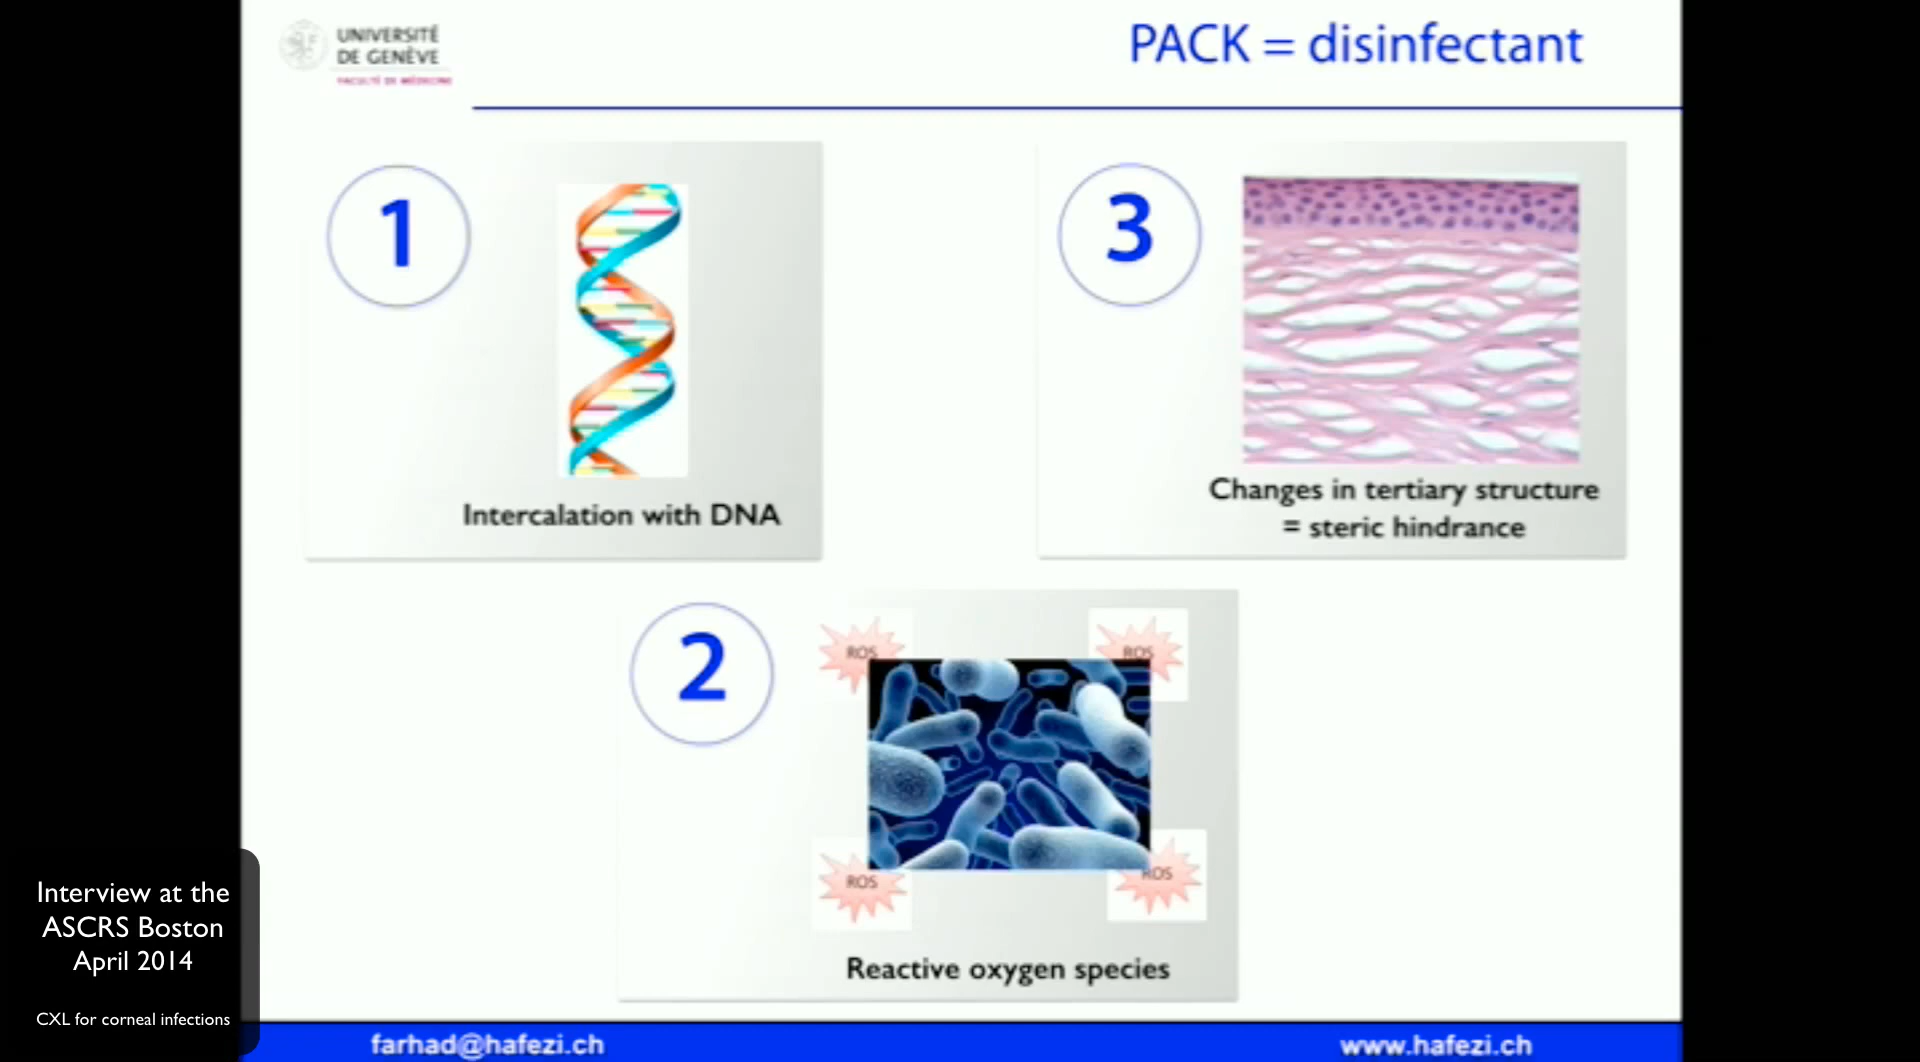 UNIVERSITÉ
DE GENÈVE
FACULTÉ DE MÉDECINE
PACK = disinfectant
1
Intercalation with DNA
3
Changes in tertiary structure
= steric hindrance
2
ROS
ROS
ROS
ROS
Reactive oxygen species
Interview at the
ASCRS Boston
April 2014
CXL for corneal infections
farhad@hafezi.ch
www.hafezi.ch